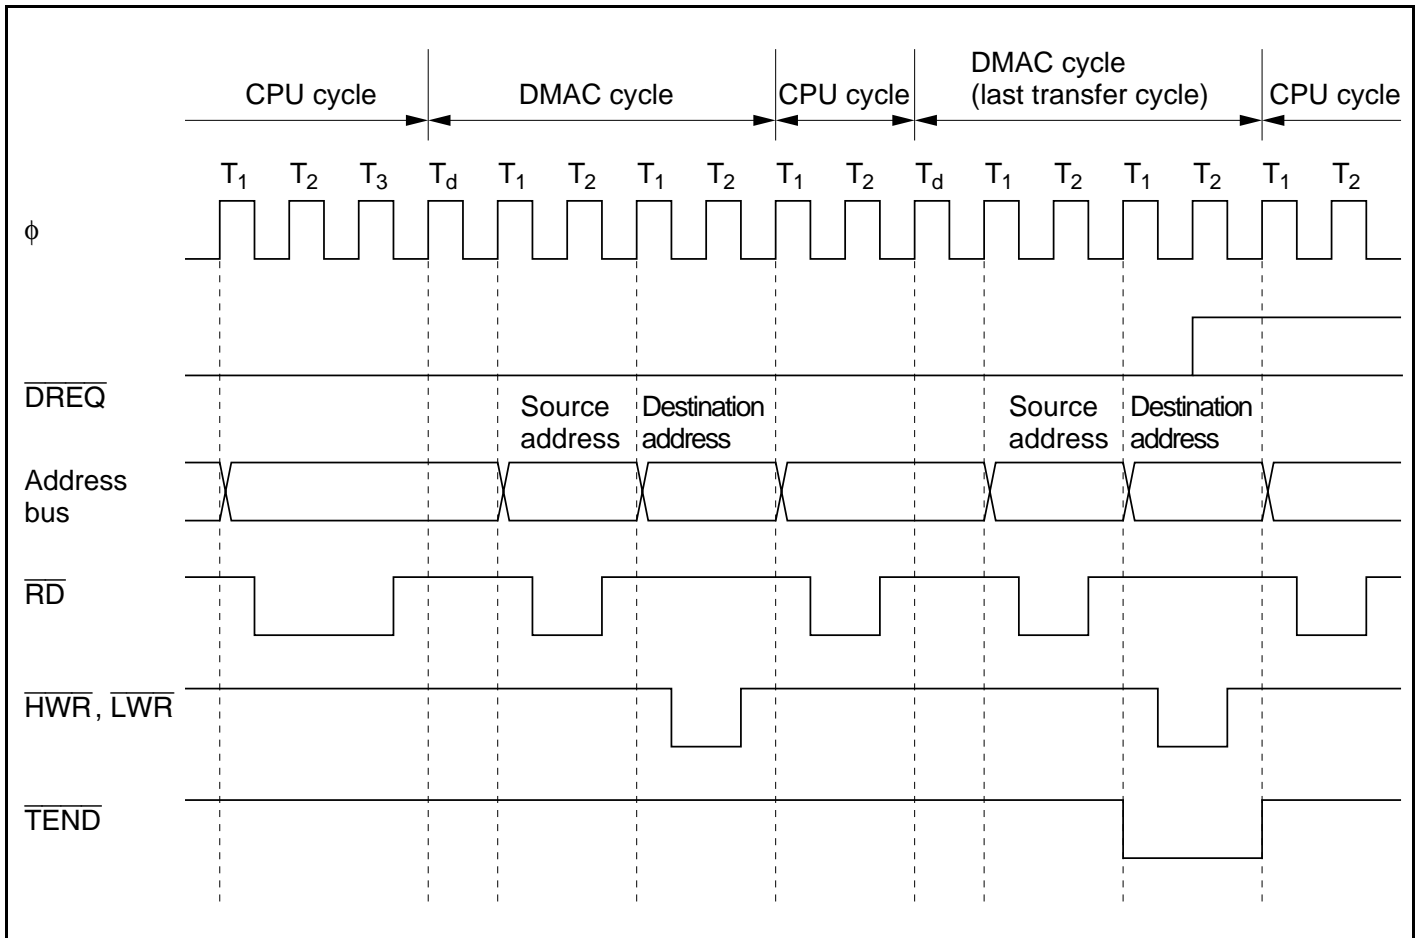 DMAC cycle
CPU cycle DMAC cycle CPU cycle (last transfer cycle) CPU cycle
T1 T2 T3 Td T1 T2 T1 T2 T1 T2 Td T1 T2 T1 T2 T1 T2
ϕ
DREQ
Source Destination Source Destination
address address address address
Address
bus
RD
HWR, LWR
TEND